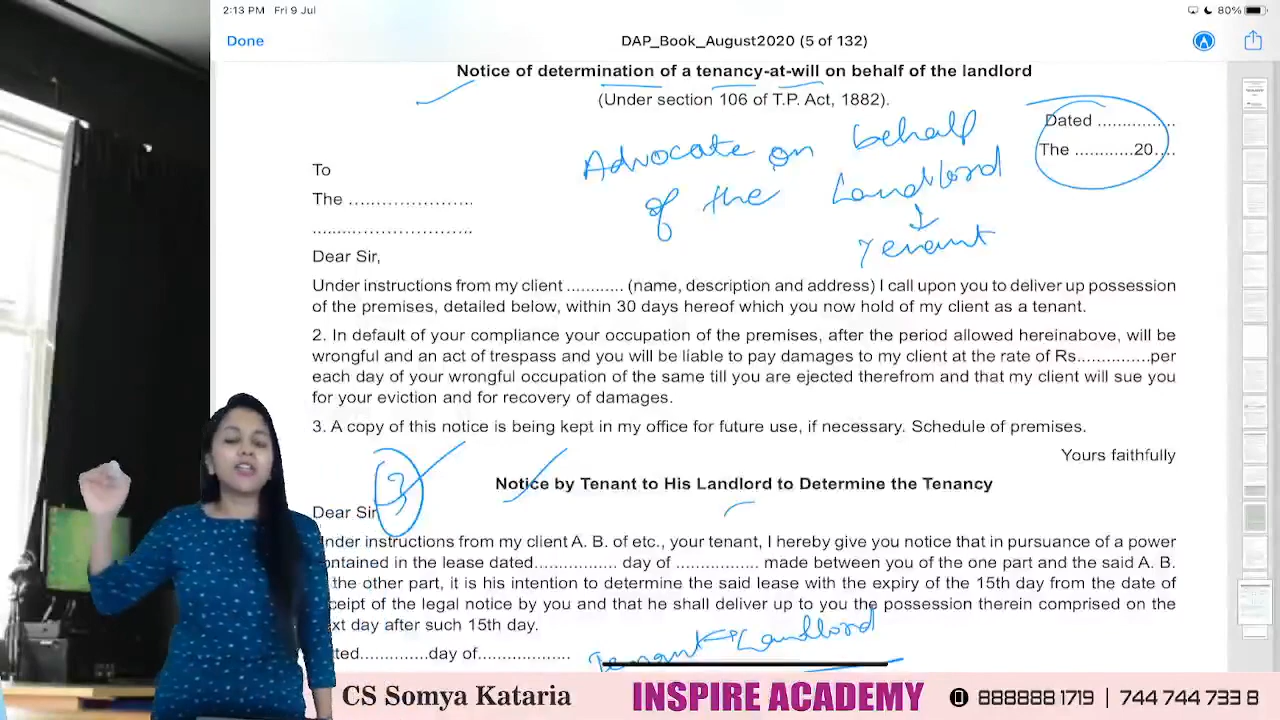 2:13 PM Fri 9 Jul
80%
Done
DAP_Book_August2020 (5 of 132)
Notice of determination of a tenancy-at-will on behalf of the landlord
(Under section 106 of T.P. Act, 1882).
Dated ...............
The ............20....
Advocate on behalf
of the Landlord
Tenant
To
The ........................
............................
Dear Sir,
Under instructions from my client ............ (name, description and address) I call upon you to deliver up possession
of the premises, detailed below, within 30 days hereof which you now hold of my client as a tenant.
2. In default of your compliance your occupation of the premises, after the period allowed hereinabove, will be
wrongful and an act of trespass and you will be liable to pay damages to my client at the rate of Rs...............per
each day of your wrongful occupation of the same till you are ejected therefrom and that my client will sue you
for your eviction and for recovery of damages.
3. A copy of this notice is being kept in my office for future use, if necessary. Schedule of premises.
Yours faithfully
3
Notice by Tenant to His Landlord to Determine the Tenancy
Dear Sir
nder instructions from my client A. B. of etc., your tenant, I hereby give you notice that in pursuance of a power
ontained in the lease dated................. day of ................. made between you of the one part and the said A. B.
the other part, it is his intention to determine the said lease with the expiry of the 15th day from the date of
ceipt of the legal notice by you and that he shall deliver up to you the possession therein comprised on the
xt day after such 15th day.
ted............day of..................
Tenant Landlord
CS Somya Kataria
INSPIRE ACADEMY
888888 1719 | 744 744 733 8